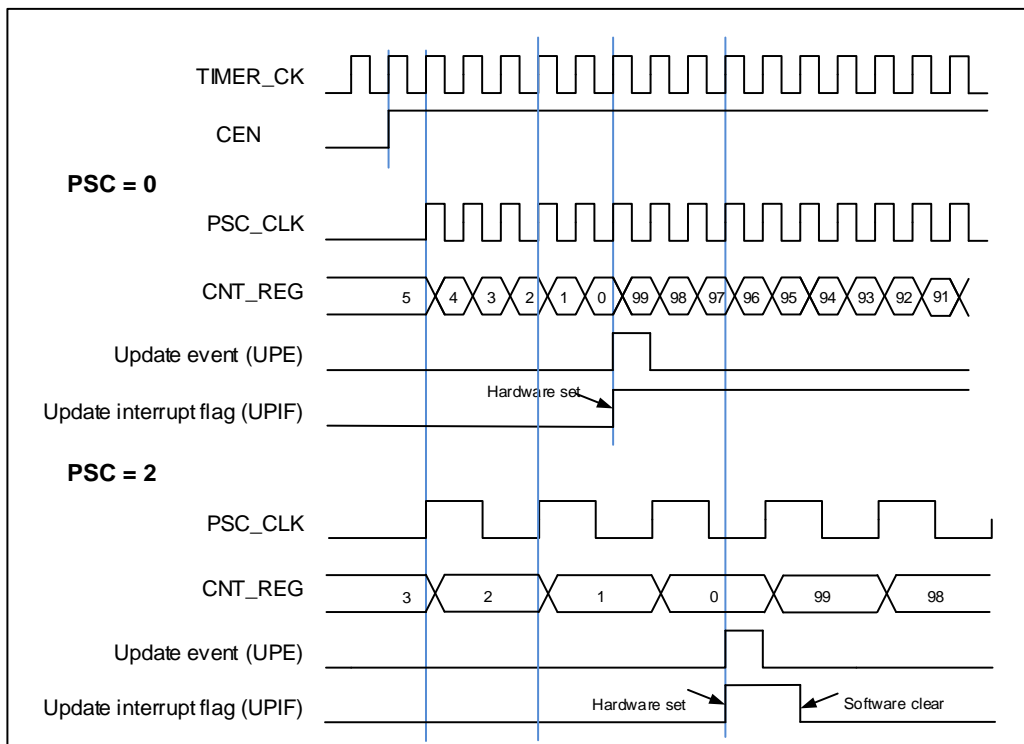 TIMER_CK
CEN
PSC = 0
PSC_CLK
CNT_REG 5 4 3 2 1 0 99 98 97 96 95 94 93 92 91
Update event (UPE)
Hardware set
Update interrupt flag (UPIF)
PSC = 2
PSC_CLK
CNT_REG 3 2 1 0 99 98
Update event (UPE)
Update interrupt flag (UPIF) Hardware set Software clear